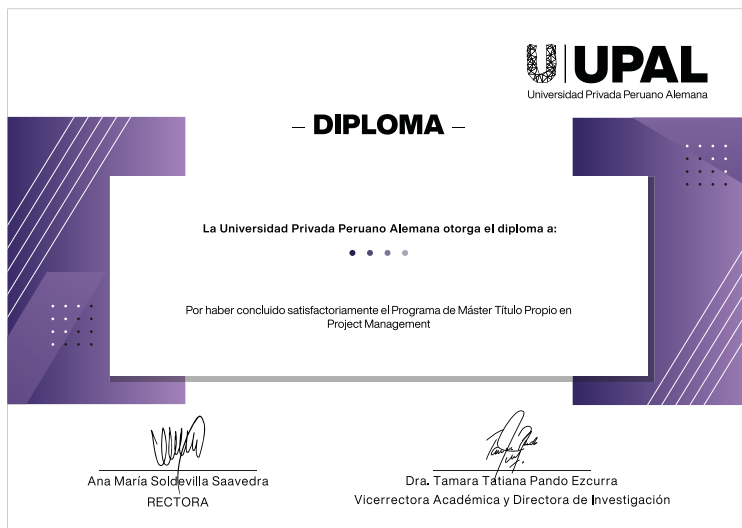 UPAL
Universidad Privada Peruano Alemana
– DIPLOMA –
La Universidad Privada Peruano Alemana otorga el diploma a:
Por haber concluido satisfactoriamente el Programa de Máster Título Propio en
Project Management
Ana María Soldevilla Saavedra
RECTORA
Dra. Tamara Tatiana Pando Ezcurra
Vicerrectora Académica y Directora de Investigación